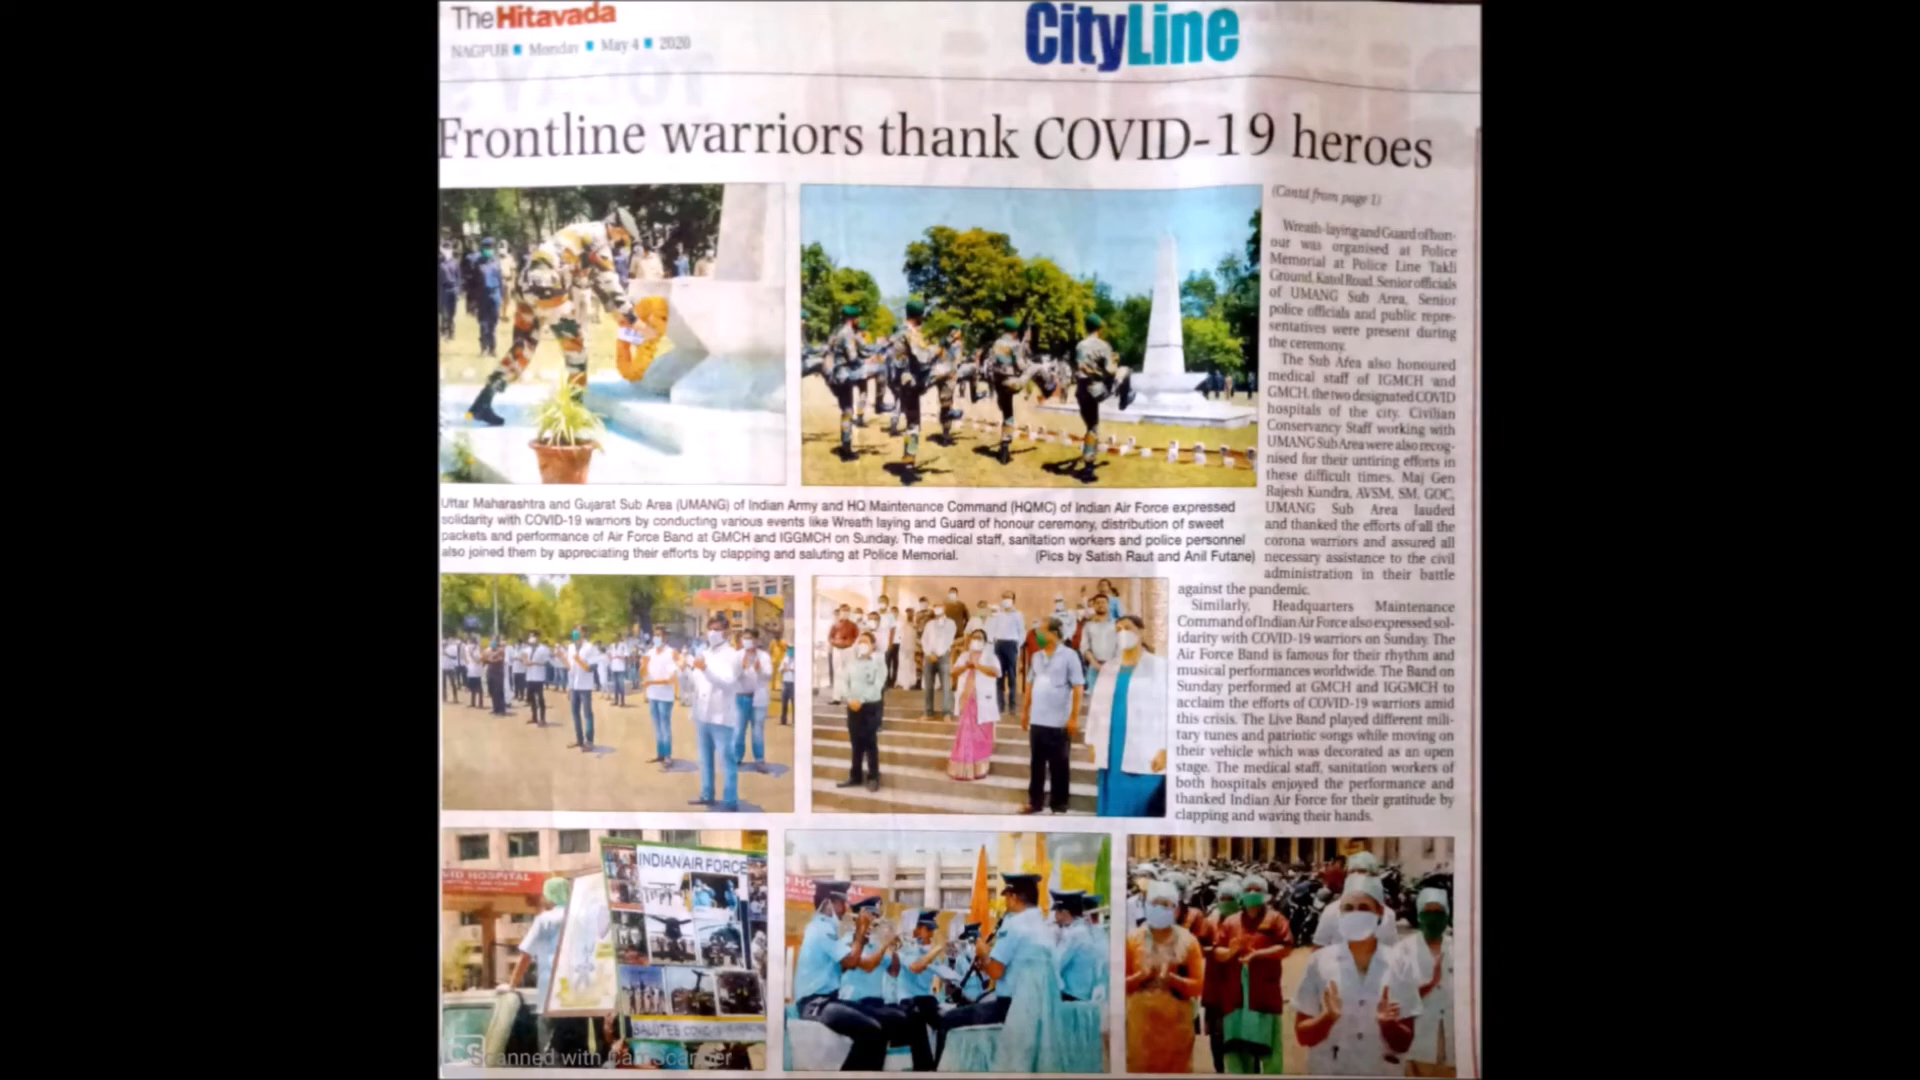 The Hitavada
NAGPUR ■ Monday ■ May 4 ■ 2020
CityLine
Frontline warriors thank COVID-19 heroes
(Contd from page 1)
Wreath-laying and Guard of hon-
our was organised at Police
Memorial at Police Line Takli
Ground, Katol Road. Senior officials
of UMANG Sub Area, Senior
police officials and public repre-
sentatives were present during
the ceremony.
The Sub Area also honoured
medical staff of IGMCH and
GMCH, the two designated COVID
hospitals of the city. Civilian
Conservancy Staff working with
UMANG Sub Area were also recog-
nised for their untiring efforts in
these difficult times. Maj Gen
Rajesh Kundra, AVSM, SM, GOC,
UMANG Sub Area lauded
and thanked the efforts of all the
corona warriors and assured all
necessary assistance to the civil
administration in their battle
against the pandemic.
Similarly, Headquarters Maintenance
Command of Indian Air Force also expressed sol-
idarity with COVID-19 warriors on Sunday. The
Air Force Band is famous for their rhythm and
musical performances worldwide. The Band on
Sunday performed at GMCH and IGGMCH to
acclaim the efforts of COVID-19 warriors amid
this crisis. The Live Band played different mili-
tary tunes and patriotic songs while moving on
their vehicle which was decorated as an open
stage. The medical staff, sanitation workers of
both hospitals enjoyed the performance and
thanked Indian Air Force for their gratitude by
clapping and waving their hands.
Uttar Maharashtra and Gujarat Sub Area (UMANG) of Indian Army and HQ Maintenance Command (HQMC) of Indian Air Force expressed
solidarity with COVID-19 warriors by conducting various events like Wreath laying and Guard of honour ceremony, distribution of sweet
packets and performance of Air Force Band at GMCH and IGGMCH on Sunday. The medical staff, sanitation workers and police personnel
also joined them by appreciating their efforts by clapping and saluting at Police Memorial. (Pics by Satish Raut and Anil Futane)
HOSPITAL
INDIAN AIR FORCE
SALUTES
CS Scanned with CamScanner